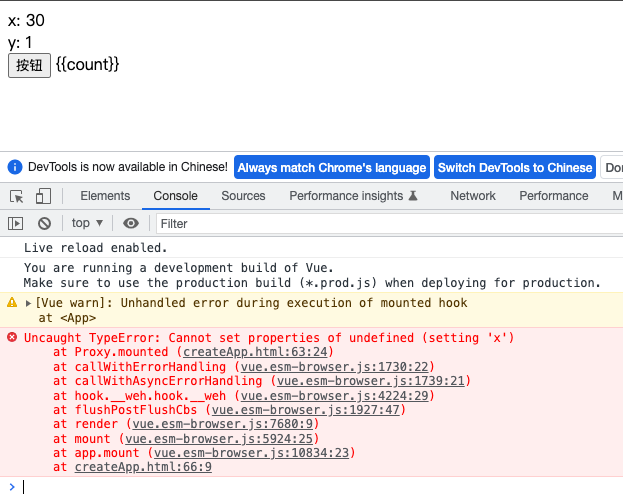 x: 30
y: 1
按钮 {{count}}
DevTools is now available in Chinese! Always match Chrome's language Switch DevTools to Chinese Don
Elements Console Sources Performance insights Network Performance M
top Filter
Live reload enabled.
You are running a development build of Vue.
Make sure to use the production build (*.prod.js) when deploying for production.
[Vue warn]: Unhandled error during execution of mounted hook
at <App>
Uncaught TypeError: Cannot set properties of undefined (setting 'x')
at Proxy.mounted (createApp.html:63:24)
at callWithErrorHandling (vue.esm-browser.js:1730:22)
at callWithAsyncErrorHandling (vue.esm-browser.js:1739:21)
at hook.__weh.hook.__weh (vue.esm-browser.js:4224:29)
at flushPostFlushCbs (vue.esm-browser.js:1927:47)
at render (vue.esm-browser.js:7680:9)
at mount (vue.esm-browser.js:5924:25)
at app.mount (vue.esm-browser.js:10834:23)
at createApp.html:66:9